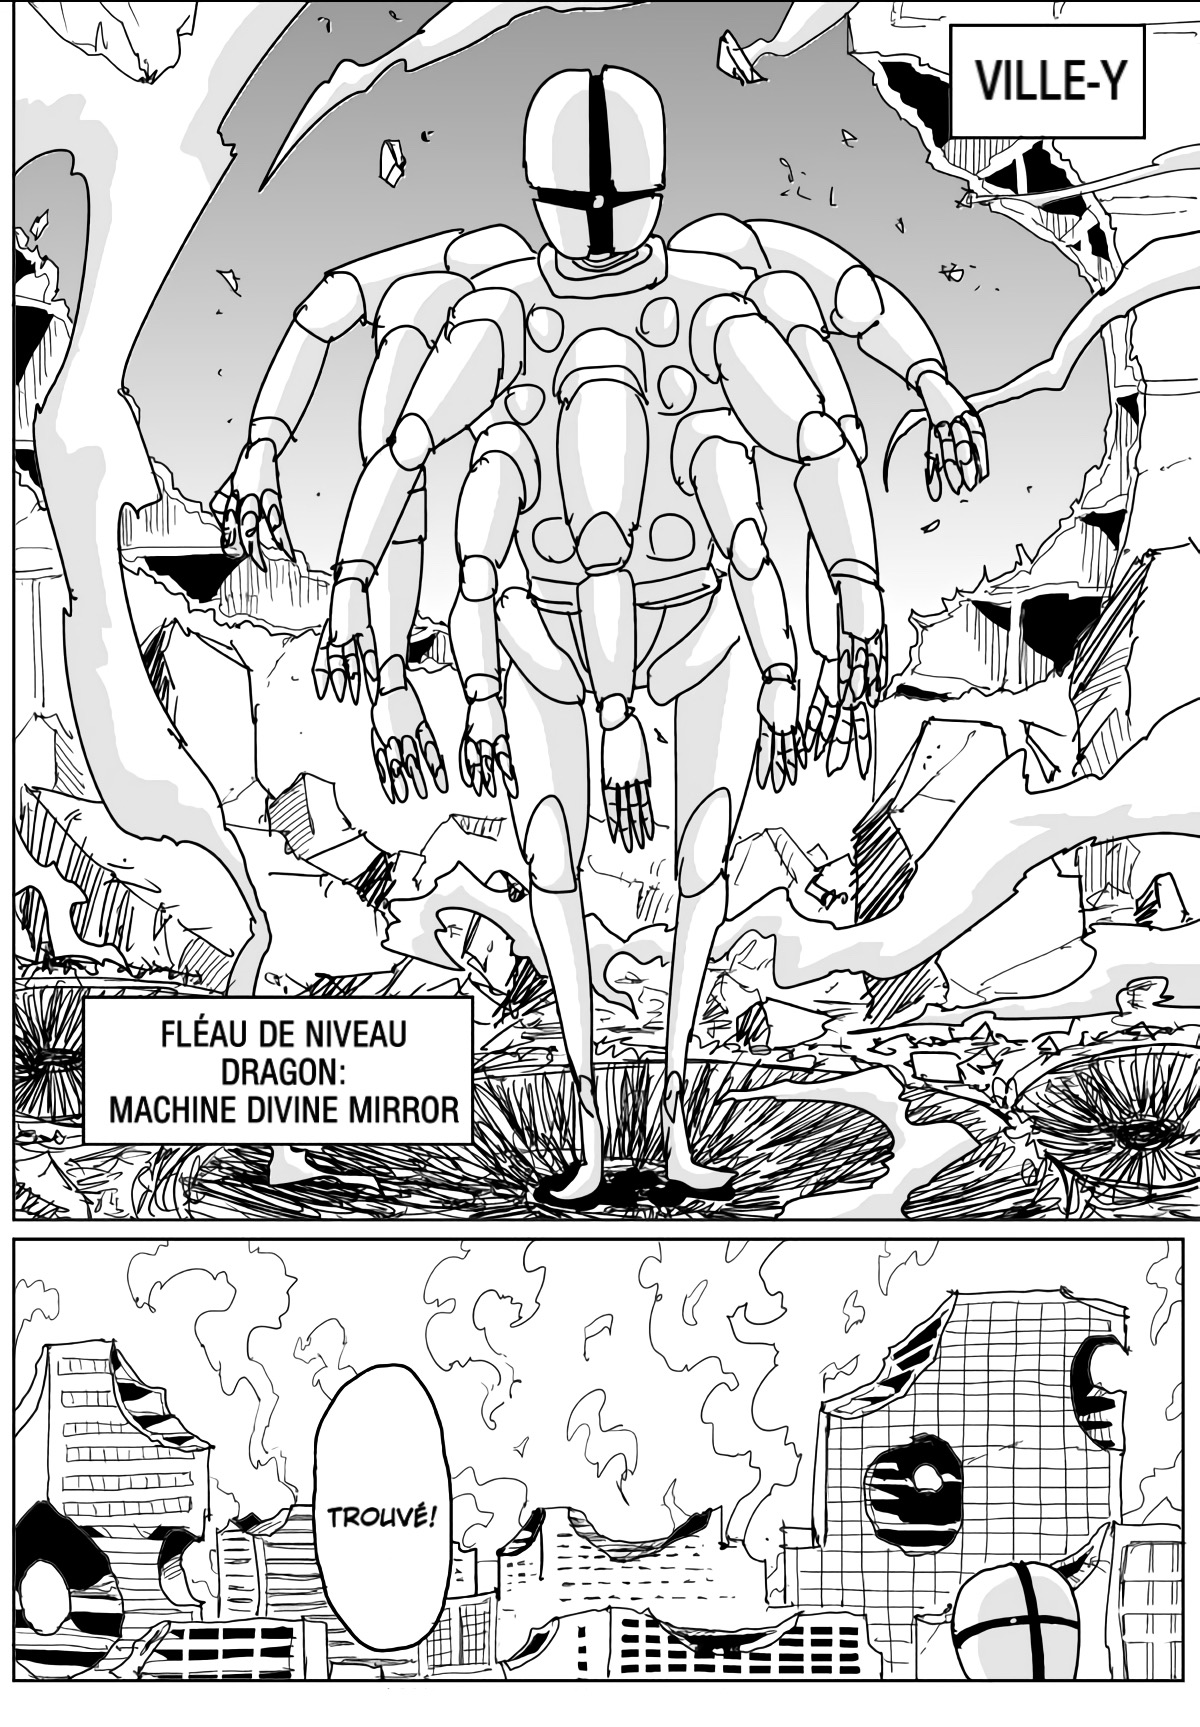 VILLE-Y
FLÉAU DE NIVEAU
DRAGON:
MACHINE DIVINE MIRROR
TROUVÉ!